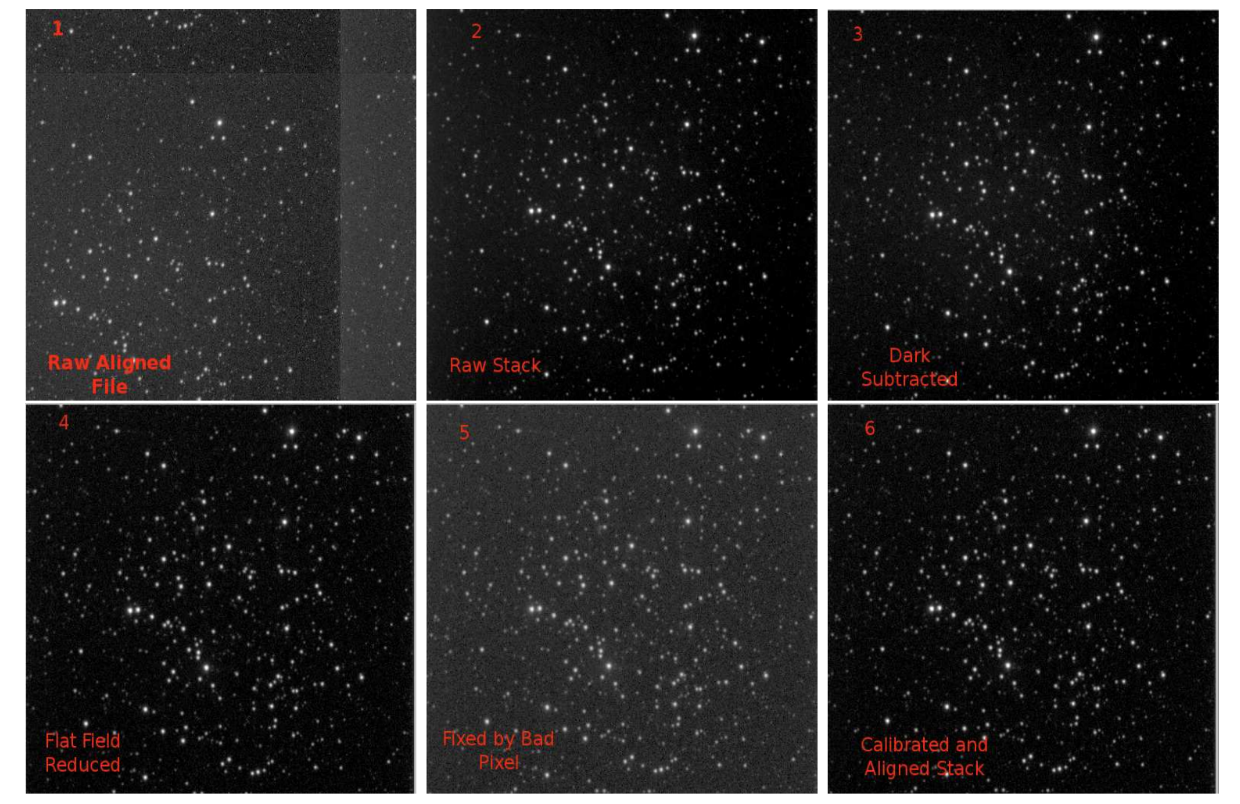 1
2
3
Raw Aligned
File
Raw Stack
Dark
Subtracted
4
5
6
Flat Field
Reduced
Fixed by Bad
Pixel
Calibrated and
Aligned Stack